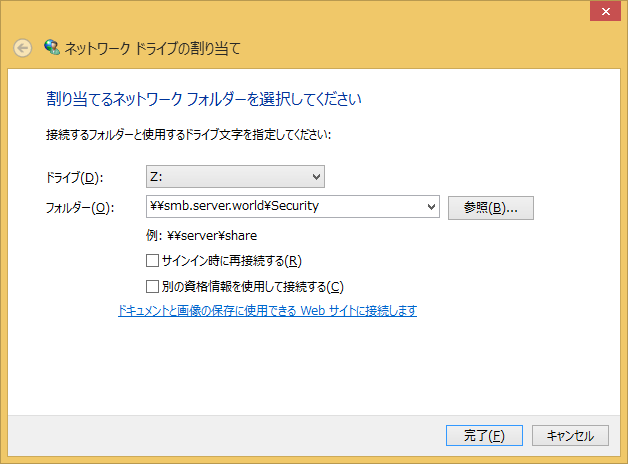 ネットワーク ドライブの割り当て
割り当てるネットワーク フォルダーを選択してください
接続するフォルダーと使用するドライブ文字を指定してください:
ドライブ(D): Z:
フォルダー(O): ¥¥smb.server.world¥Security 参照(B)...
例: ¥¥server¥share
サインイン時に再接続する(R)
別の資格情報を使用して接続する(C)
ドキュメントと画像の保存に使用できる Web サイトに接続します
完了(F) キャンセル